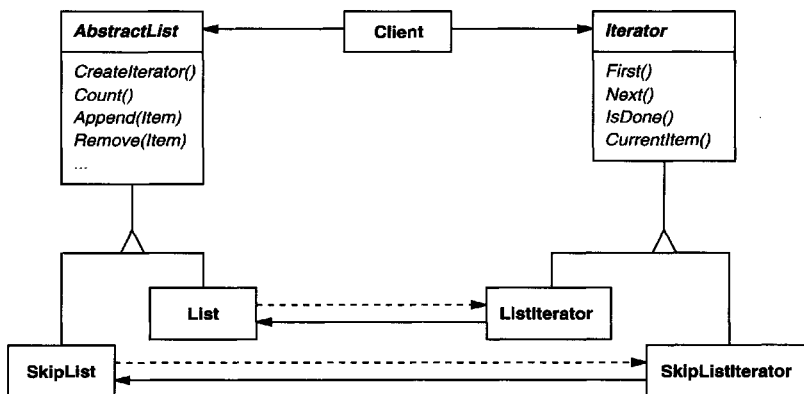 AbstractList
CreateIterator()
Count()
Append(Item)
Remove(Item)
...
Client
Iterator
First()
Next()
IsDone()
CurrentItem()
List
ListIterator
SkipList
SkipListIterator